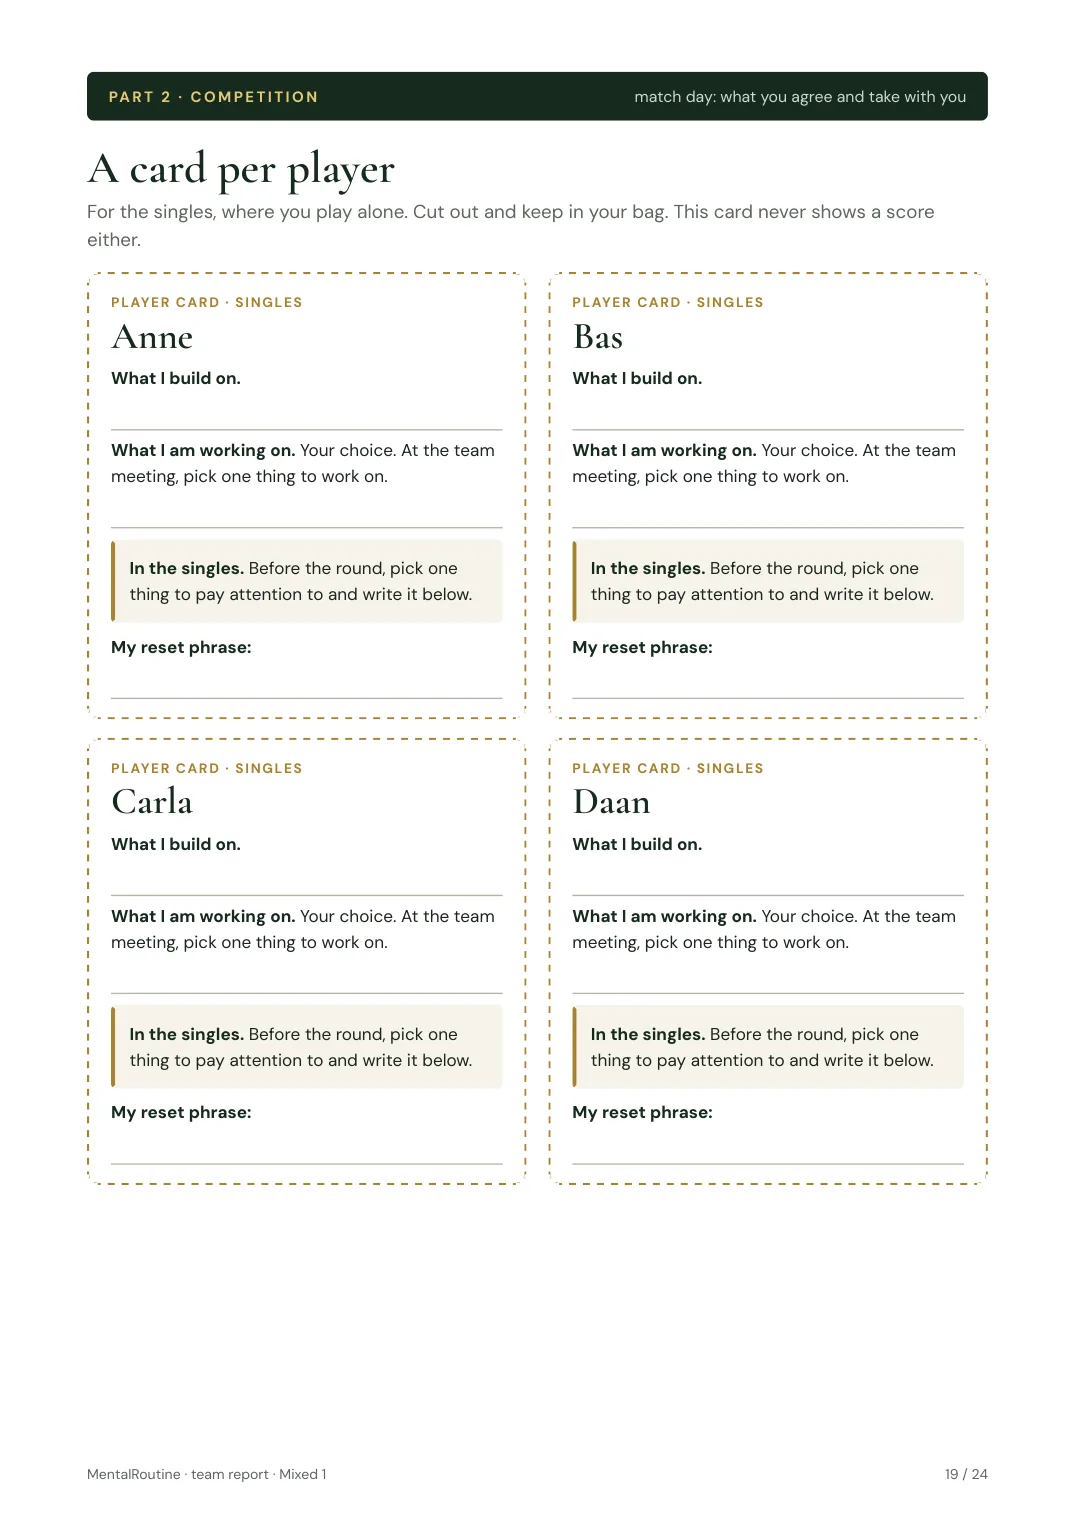 PART 2 · COMPETITION
match day: what you agree and take with you
A card per player
For the singles, where you play alone. Cut out and keep in your bag. This card never shows a score
either.
PLAYER CARD · SINGLES
Anne
What I build on.
What I am working on. Your choice. At the team
meeting, pick one thing to work on.
In the singles. Before the round, pick one
thing to pay attention to and write it below.
My reset phrase:
PLAYER CARD · SINGLES
Bas
What I build on.
What I am working on. Your choice. At the team
meeting, pick one thing to work on.
In the singles. Before the round, pick one
thing to pay attention to and write it below.
My reset phrase:
PLAYER CARD · SINGLES
Carla
What I build on.
What I am working on. Your choice. At the team
meeting, pick one thing to work on.
In the singles. Before the round, pick one
thing to pay attention to and write it below.
My reset phrase:
PLAYER CARD · SINGLES
Daan
What I build on.
What I am working on. Your choice. At the team
meeting, pick one thing to work on.
In the singles. Before the round, pick one
thing to pay attention to and write it below.
My reset phrase:
MentalRoutine · team report · Mixed 1
19 / 24